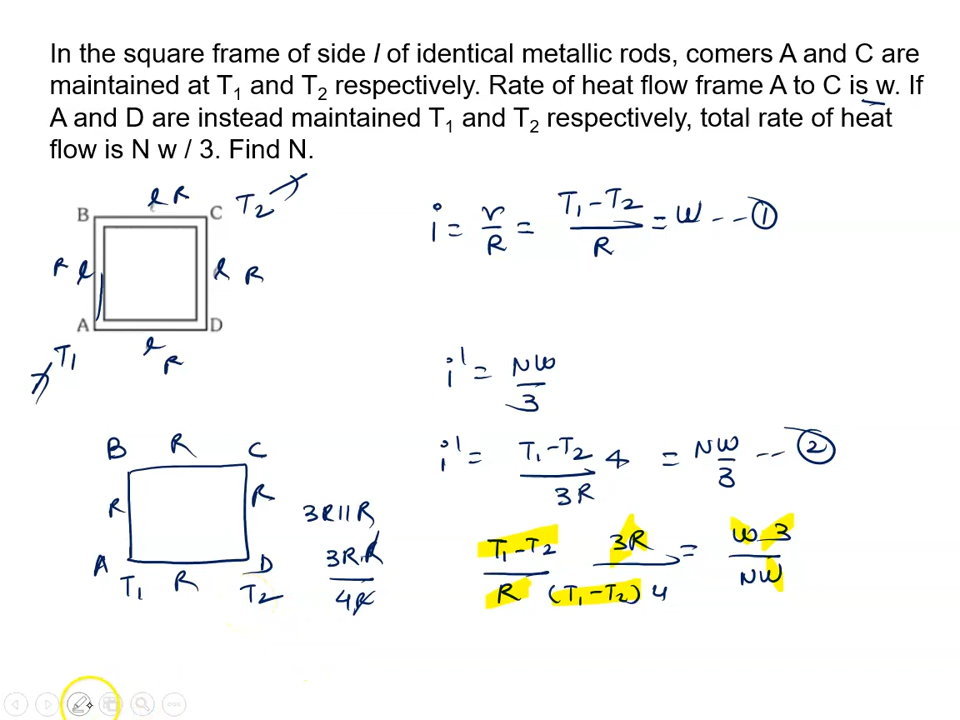 In the square frame of side l of identical metallic rods, comers A and C are
maintained at T₁ and T₂ respectively. Rate of heat flow frame A to C is w. If
A and D are instead maintained T₁ and T₂ respectively, total rate of heat
flow is N w / 3. Find N.
l R T₂
B C
R l l R
A D
T₁ l R
i = v/R = (T₁-T₂)/R = w -- ①
i' = Nw/3
i' = (T₁-T₂)4/3R = Nw/3 -- ②
(T₁-T₂)/R 3R/((T₁-T₂)4) = w 3/Nw
B R C
R R
A D
T₁ R T₂
3R||R
3R.R/4R